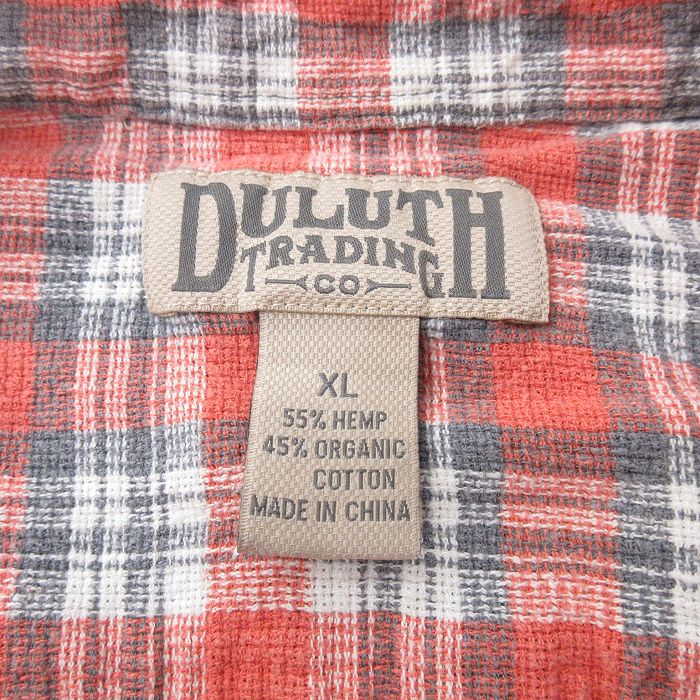 DULUTH
TRADING
CO
XL
55% HEMP
45% ORGANIC
COTTON
MADE IN CHINA